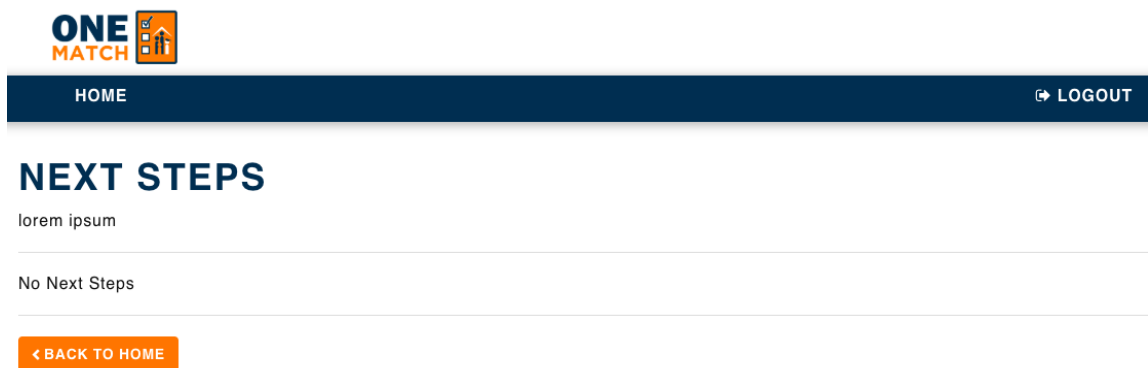 ONE
MATCH
HOME
LOGOUT
NEXT STEPS
lorem ipsum
No Next Steps
BACK TO HOME